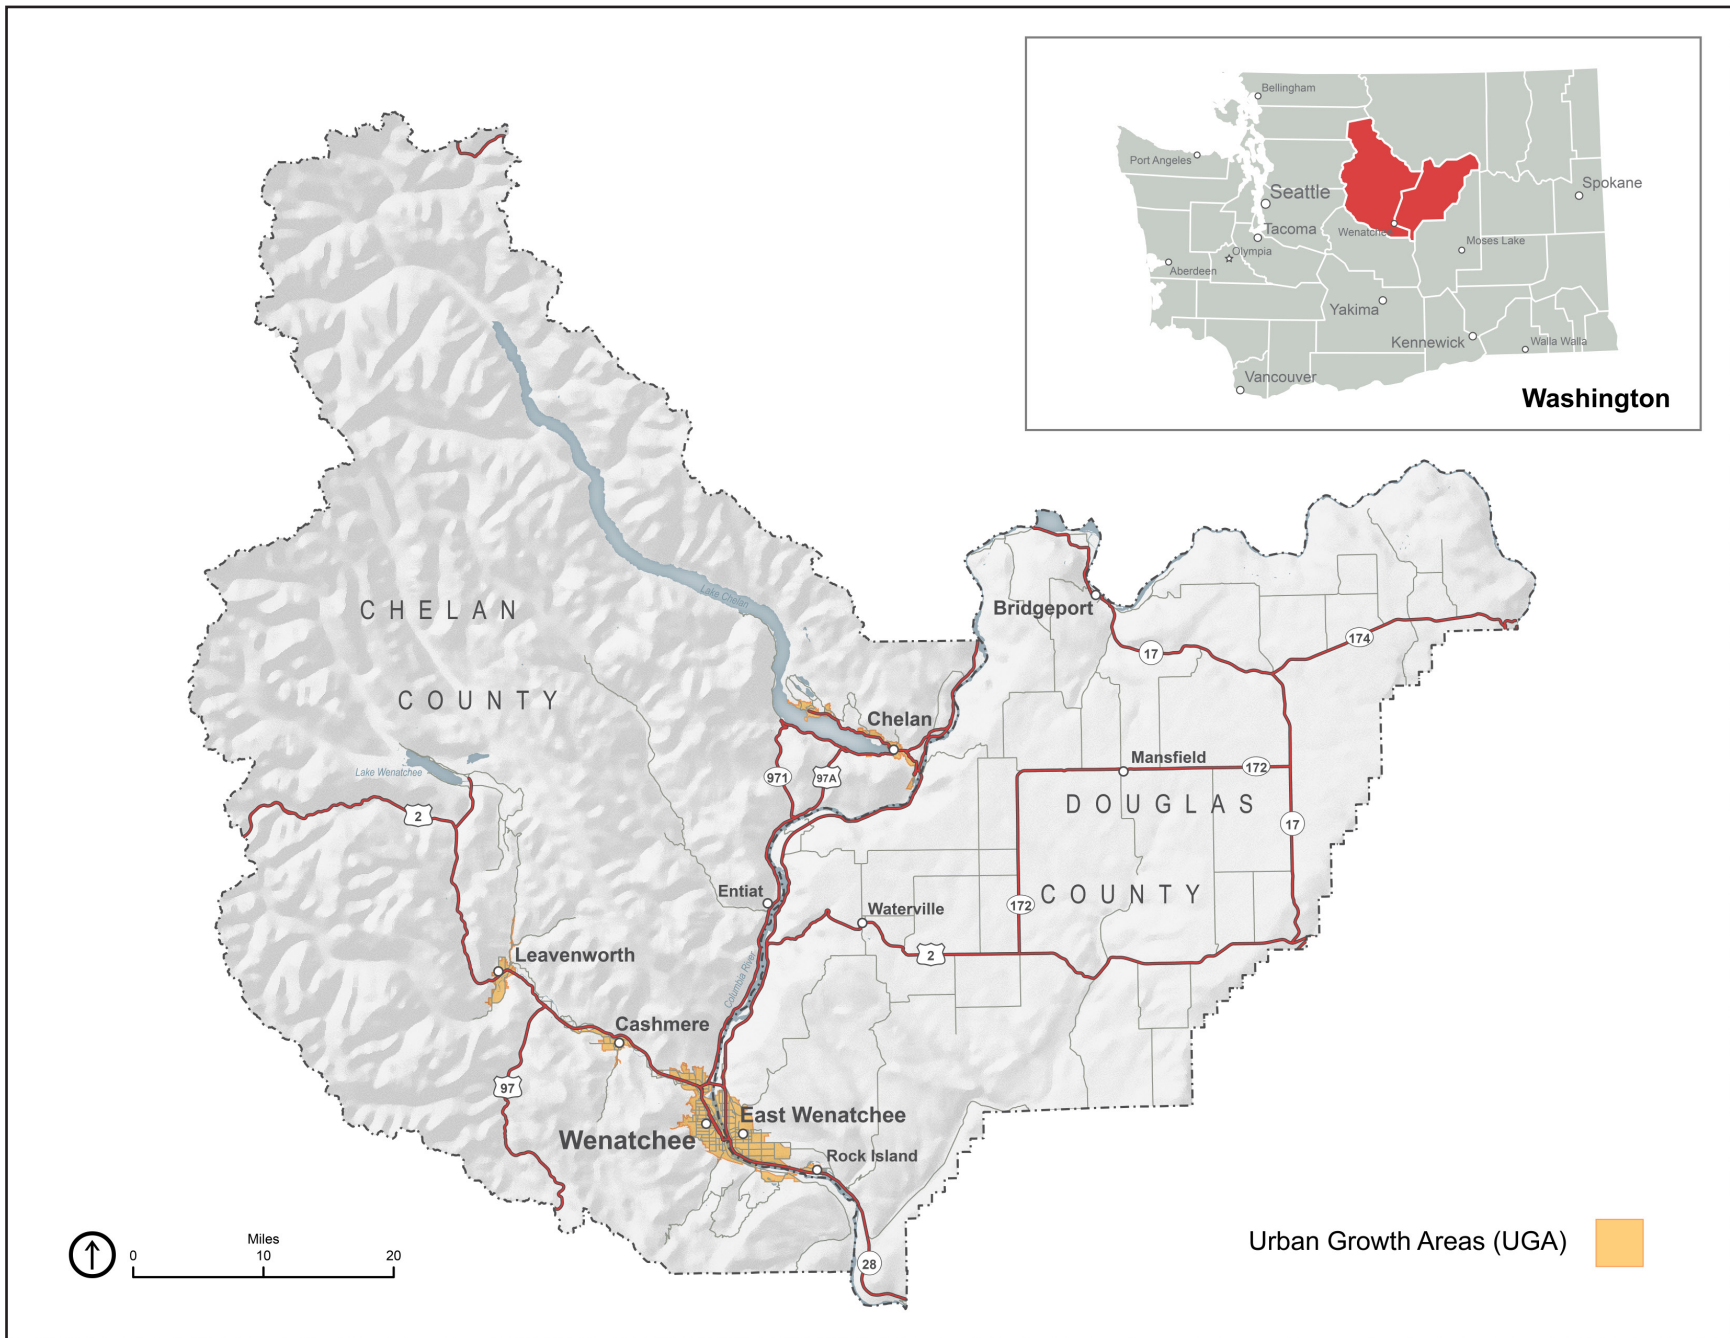 Bellingham
Port Angeles
Seattle
Spokane
Tacoma
Wenatchee
Moses Lake
Olympia
Aberdeen
Yakima
Kennewick
Walla Walla
Vancouver
Washington
CHELAN
COUNTY
Lake Chelan
Bridgeport
17
174
Chelan
Mansfield
172
971
97A
Lake Wenatchee
2
DOUGLAS
17
COUNTY
172
Entiat
Waterville
2
Leavenworth
Columbia River
Cashmere
97
East Wenatchee
Wenatchee
Rock Island
28
Miles
0 10 20
Urban Growth Areas (UGA)